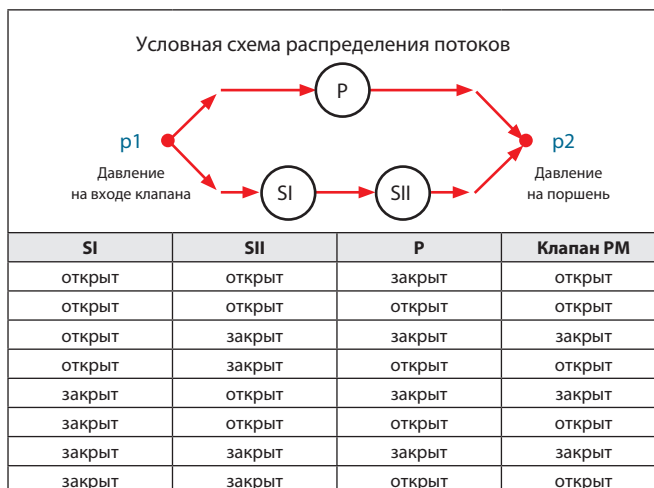 Условная схема распределения потоков
P
p1
p2
Давление
на входе клапана
Давление
на поршень
SI
SII
SI SII P Клапан PM
открыт открыт закрыт открыт
открыт открыт открыт открыт
открыт закрыт закрыт закрыт
открыт закрыт открыт открыт
закрыт открыт закрыт закрыт
закрыт открыт открыт открыт
закрыт закрыт закрыт закрыт
закрыт закрыт открыт открыт